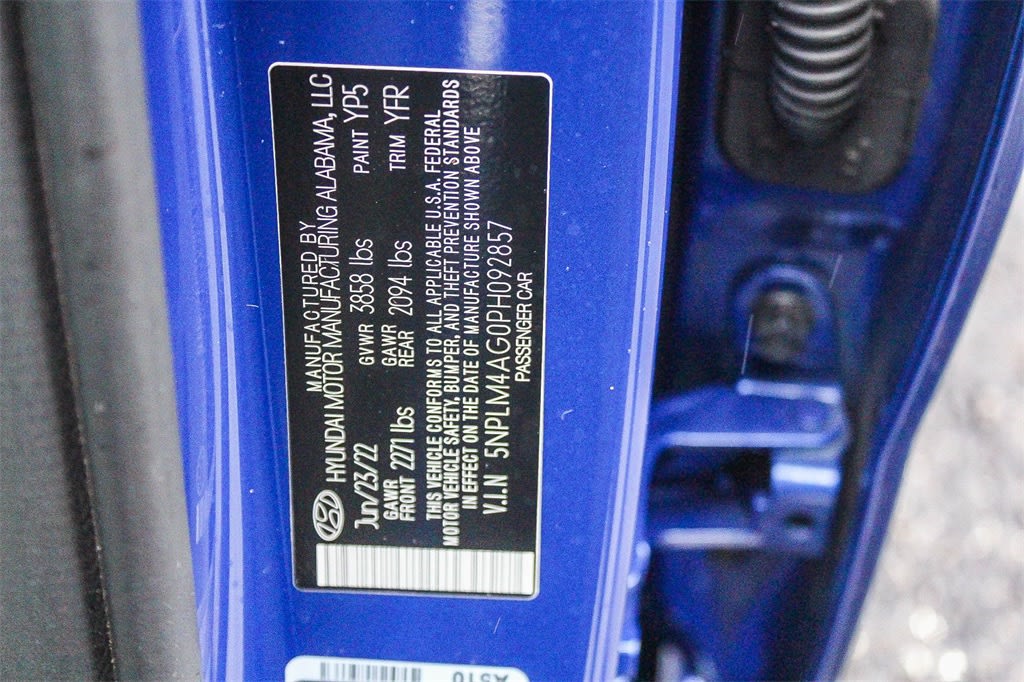 MANUFACTURED BY
HYUNDAI MOTOR MANUFACTURING ALABAMA, LLC
Jun/23/22 GVWR 3858 lbs PAINT YP5
GAWR FRONT 2271 lbs GAWR REAR 2094 lbs TRIM YFR
THIS VEHICLE CONFORMS TO ALL APPLICABLE U.S.A. FEDERAL
MOTOR VEHICLE SAFETY, BUMPER, AND THEFT PREVENTION STANDARDS
IN EFFECT ON THE DATE OF MANUFACTURE SHOWN ABOVE
V.I.N 5NPLM4AG0PH092857
PASSENGER CAR